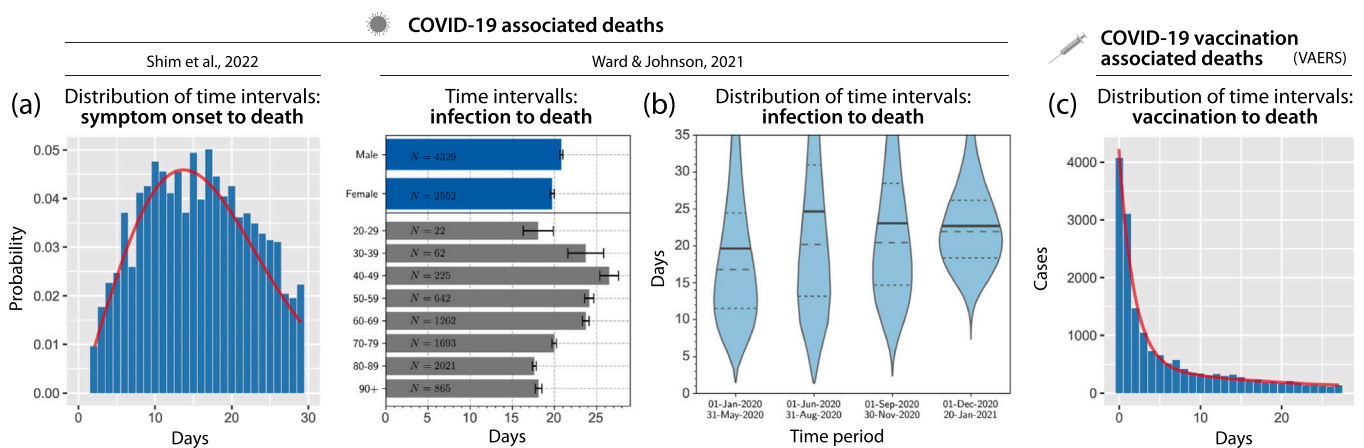 COVID-19 associated deaths
Shim et al., 2022
Ward & Johnson, 2021
COVID-19 vaccination
associated deaths (VAERS)
(a)
Distribution of time intervals:
symptom onset to death
0.05
0.04
0.03
0.02
0.01
0.00
Probability
0 10 20 30
Days
Time intervalls:
infection to death
Male N = 4329
Female N = 2552
20-29 N = 22
30-39 N = 62
40-49 N = 225
50-59 N = 642
60-69 N = 1262
70-79 N = 1693
80-89 N = 2021
90+ N = 865
0 5 10 15 20 25
Days
(b)
Distribution of time intervals:
infection to death
35
30
25
20
15
10
5
0
Days
01-Jan-2020 01-Jun-2020 01-Sep-2020 01-Dec-2020
31-May-2020 31-Aug-2020 30-Nov-2020 20-Jan-2021
Time period
(c)
Distribution of time intervals:
vaccination to death
4000
3000
2000
1000
0
Cases
0 10 20
Days